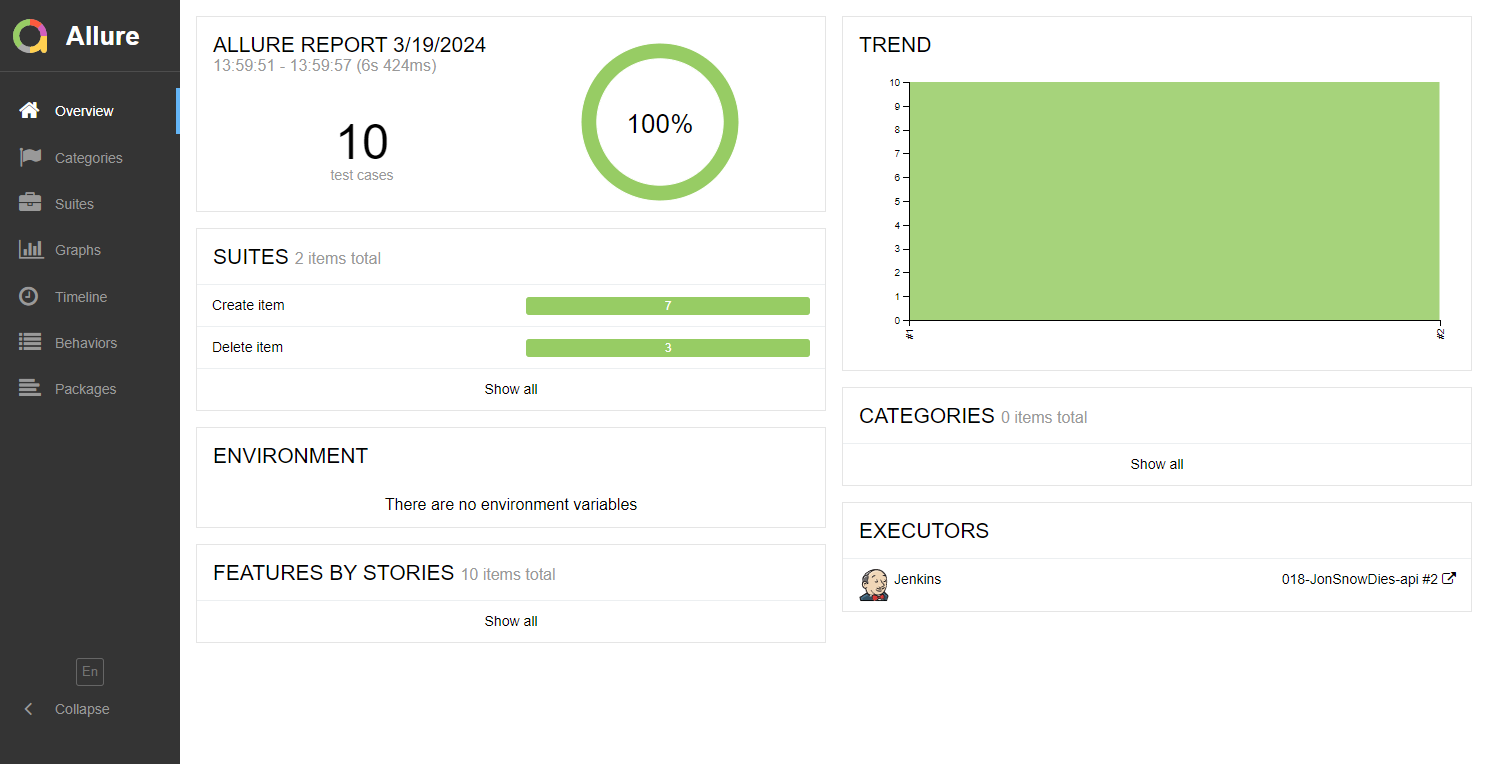 Allure
Overview
Categories
Suites
Graphs
Timeline
Behaviors
Packages
En
Collapse
ALLURE REPORT 3/19/2024
13:59:51 - 13:59:57 (6s 424ms)
10
test cases
100%
SUITES 2 items total
Create item 7
Delete item 3
Show all
ENVIRONMENT
There are no environment variables
FEATURES BY STORIES 10 items total
Show all
TREND
10
9
8
7
6
5
4
3
2
1
0
#1
#2
CATEGORIES 0 items total
Show all
EXECUTORS
Jenkins 018-JonSnowDies-api #2